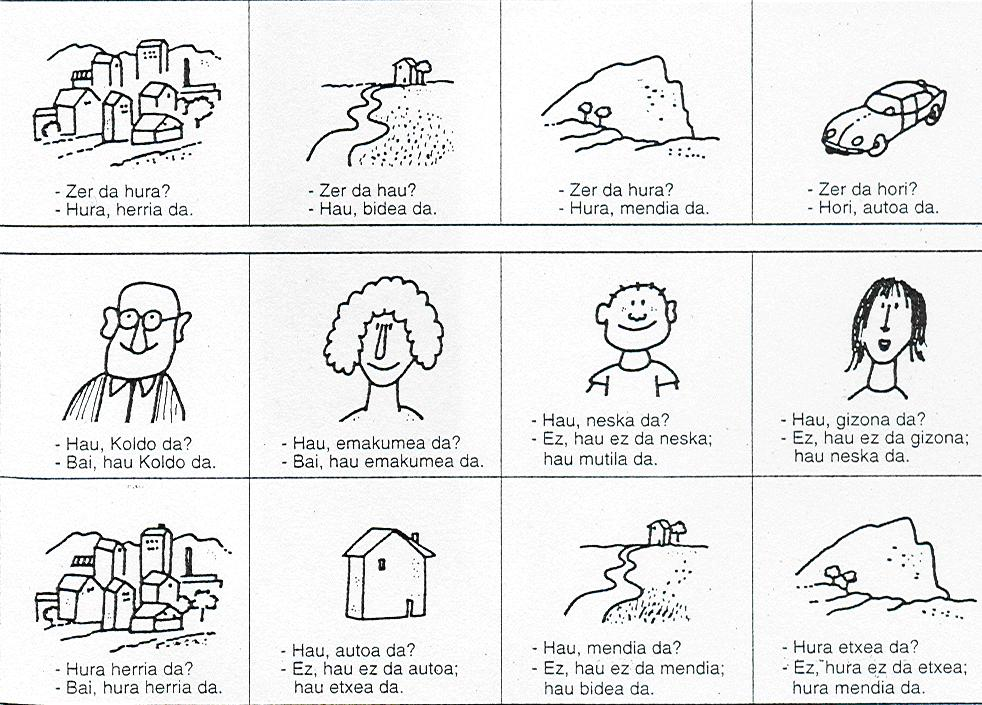 - Zer da hura?
- Hura, herria da.
- Zer da hau?
- Hau, bidea da.
- Zer da hura?
- Hura, mendia da.
- Zer da hori?
- Hori, autoa da.
- Hau, Koldo da?
- Bai, hau Koldo da.
- Hau, emakumea da?
- Bai, hau emakumea da.
- Hau, neska da?
- Ez, hau ez da neska;
hau mutila da.
- Hau, gizona da?
- Ez, hau ez da gizona;
hau neska da.
- Hura herria da?
- Bai, hura herria da.
- Hau, autoa da?
- Ez, hau ez da autoa;
hau etxea da.
- Hau, mendia da?
- Ez, hau ez da mendia;
hau bidea da.
- Hura etxea da?
- Ez, hura ez da etxea;
hura mendia da.